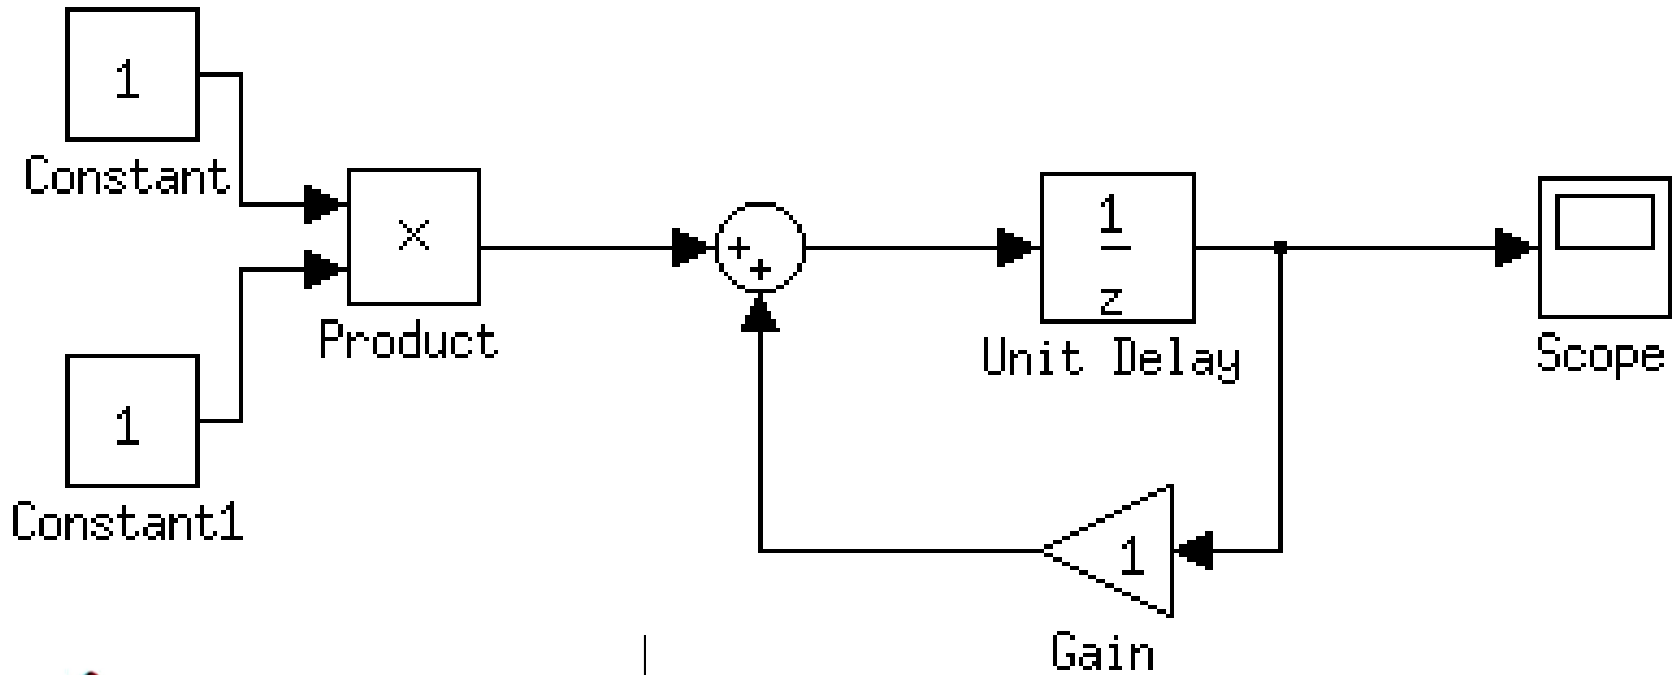 1
Constant
×
Product
1
Constant1
+
+
1
z
Unit Delay
Scope
1
Gain